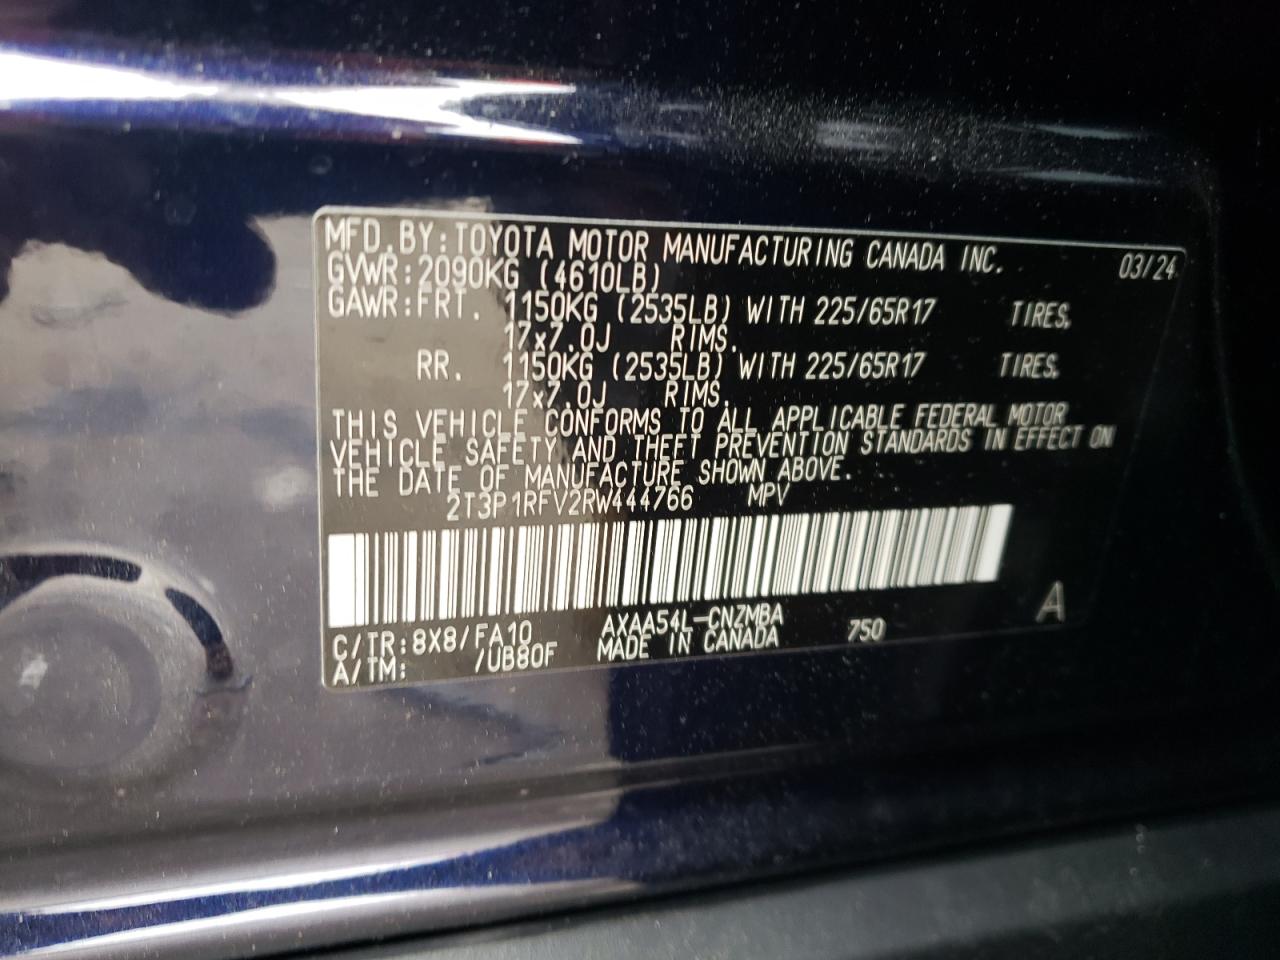 MFD.BY:TOYOTA MOTOR MANUFACTURING CANADA INC. 03/24
GVWR:2090KG (4610LB)
GAWR:FRT. 1150KG (2535LB) WITH 225/65R17 TIRES,
17x7.0J RIMS.
RR. 1150KG (2535LB) WITH 225/65R17 TIRES,
17x7.0J RIMS.
THIS VEHICLE CONFORMS TO ALL APPLICABLE FEDERAL MOTOR
VEHICLE SAFETY AND THEFT PREVENTION STANDARDS IN EFFECT ON
THE DATE OF MANUFACTURE SHOWN ABOVE.
2T3P1RFV2RW444766 MPV
C/TR:8X8/FA10 AXAA54L-CNZMBA 750 A
A/TM: /UB80F MADE IN CANADA